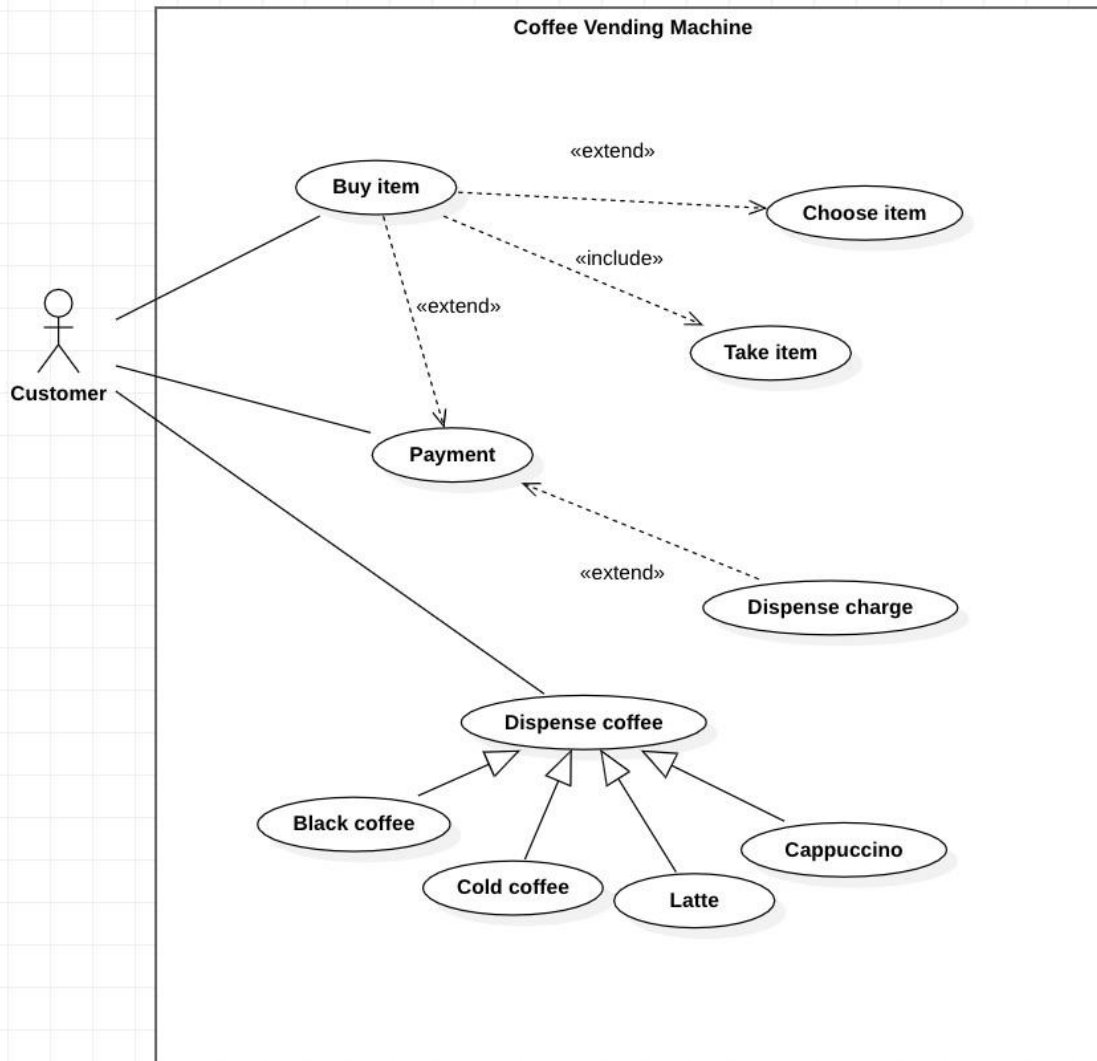 Coffee Vending Machine
«extend»
Buy item
Choose item
«include»
«extend»
Take item
Customer
Payment
«extend»
Dispense charge
Dispense coffee
Black coffee
Cappuccino
Cold coffee
Latte